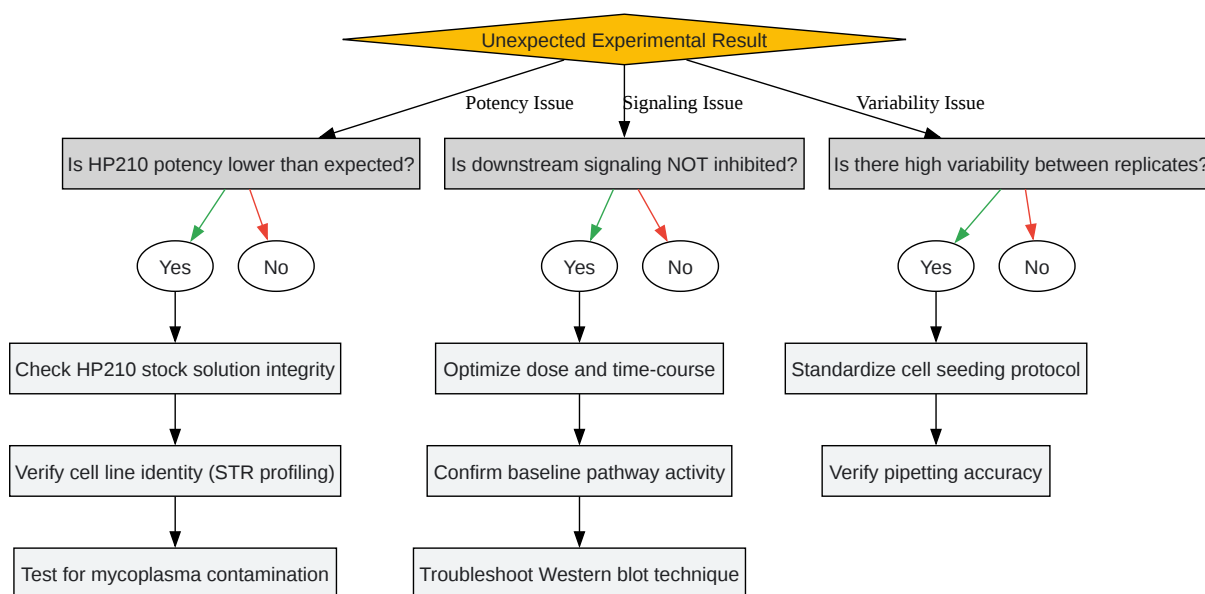 Unexpected Experimental Result
Potency Issue
Signaling Issue
Variability Issue
Is HP210 potency lower than expected?
Is downstream signaling NOT inhibited?
Is there high variability between replicates?
Yes
No
Yes
No
Yes
No
Check HP210 stock solution integrity
Optimize dose and time-course
Standardize cell seeding protocol
Verify cell line identity (STR profiling)
Confirm baseline pathway activity
Verify pipetting accuracy
Test for mycoplasma contamination
Troubleshoot Western blot technique